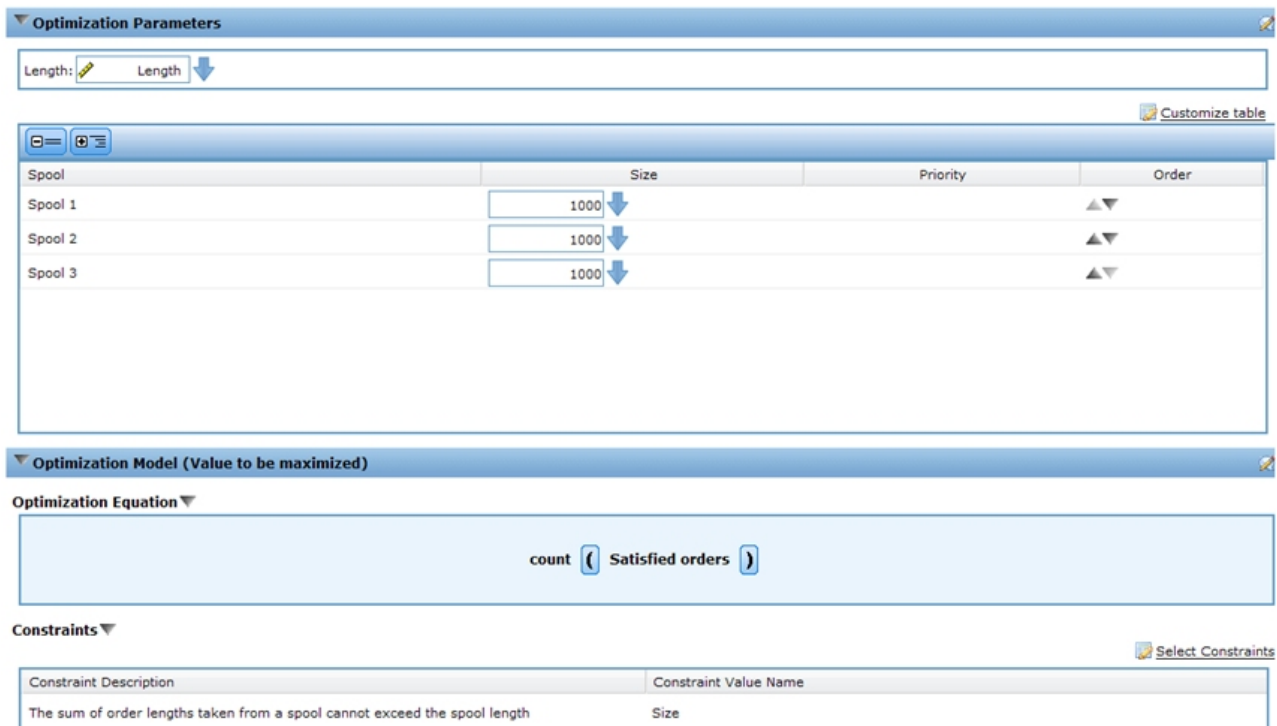 Optimization Parameters
Length: Length
Customize table
Spool Size Priority Order
Spool 1 1000
Spool 2 1000
Spool 3 1000
Optimization Model (Value to be maximized)
Optimization Equation
count ( Satisfied orders )
Constraints
Select Constraints
Constraint Description Constraint Value Name
The sum of order lengths taken from a spool cannot exceed the spool length Size